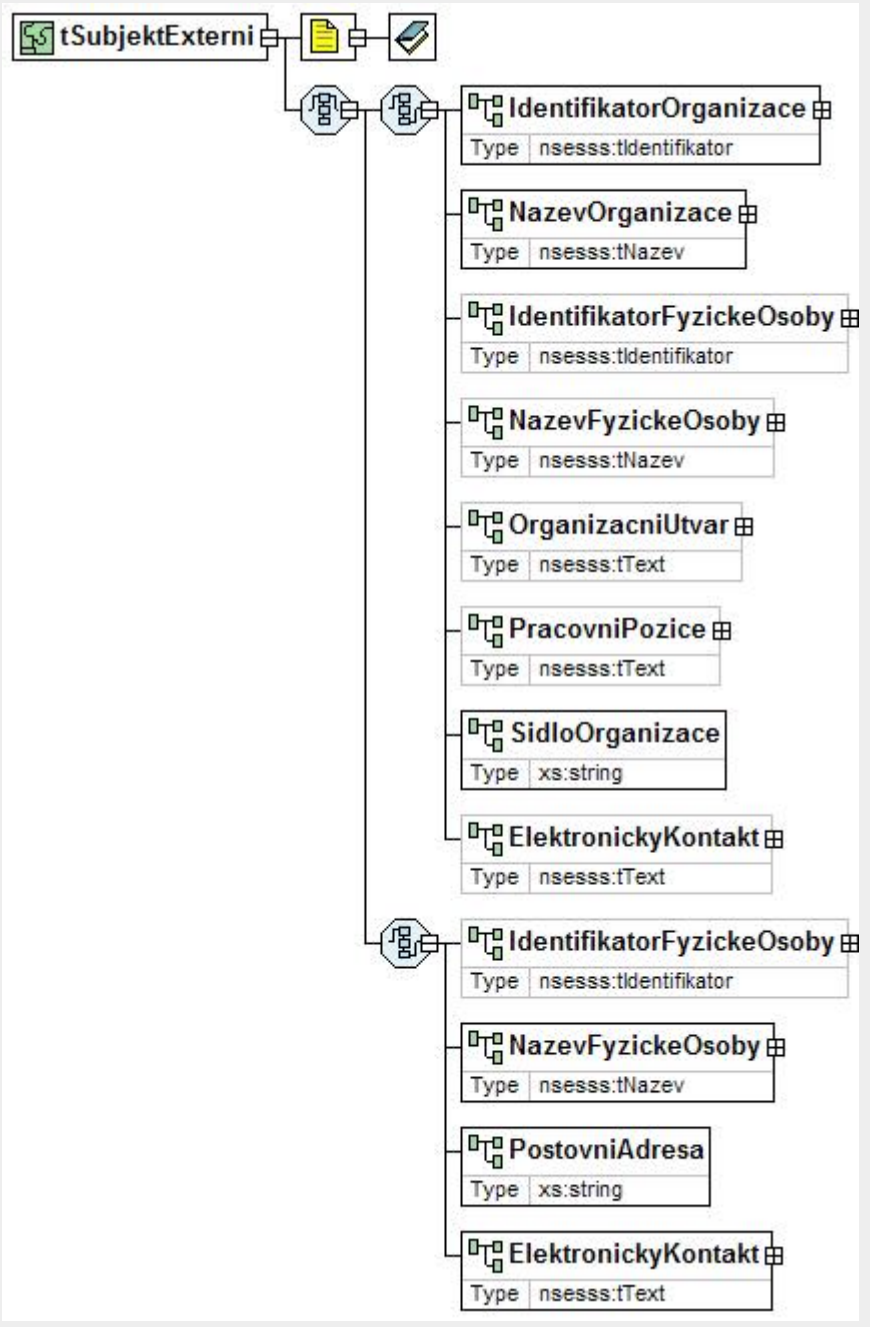 tSubjektExterni
IdentifikatorOrganizace
Type nsesss:tIdentifikator
NazevOrganizace
Type nsesss:tNazev
IdentifikatorFyzickeOsoby
Type nsesss:tIdentifikator
NazevFyzickeOsoby
Type nsesss:tNazev
OrganizacniUtvar
Type nsesss:tText
PracovniPozice
Type nsesss:tText
SidloOrganizace
Type xs:string
ElektronickyKontakt
Type nsesss:tText
IdentifikatorFyzickeOsoby
Type nsesss:tIdentifikator
NazevFyzickeOsoby
Type nsesss:tNazev
PostovniAdresa
Type xs:string
ElektronickyKontakt
Type nsesss:tText